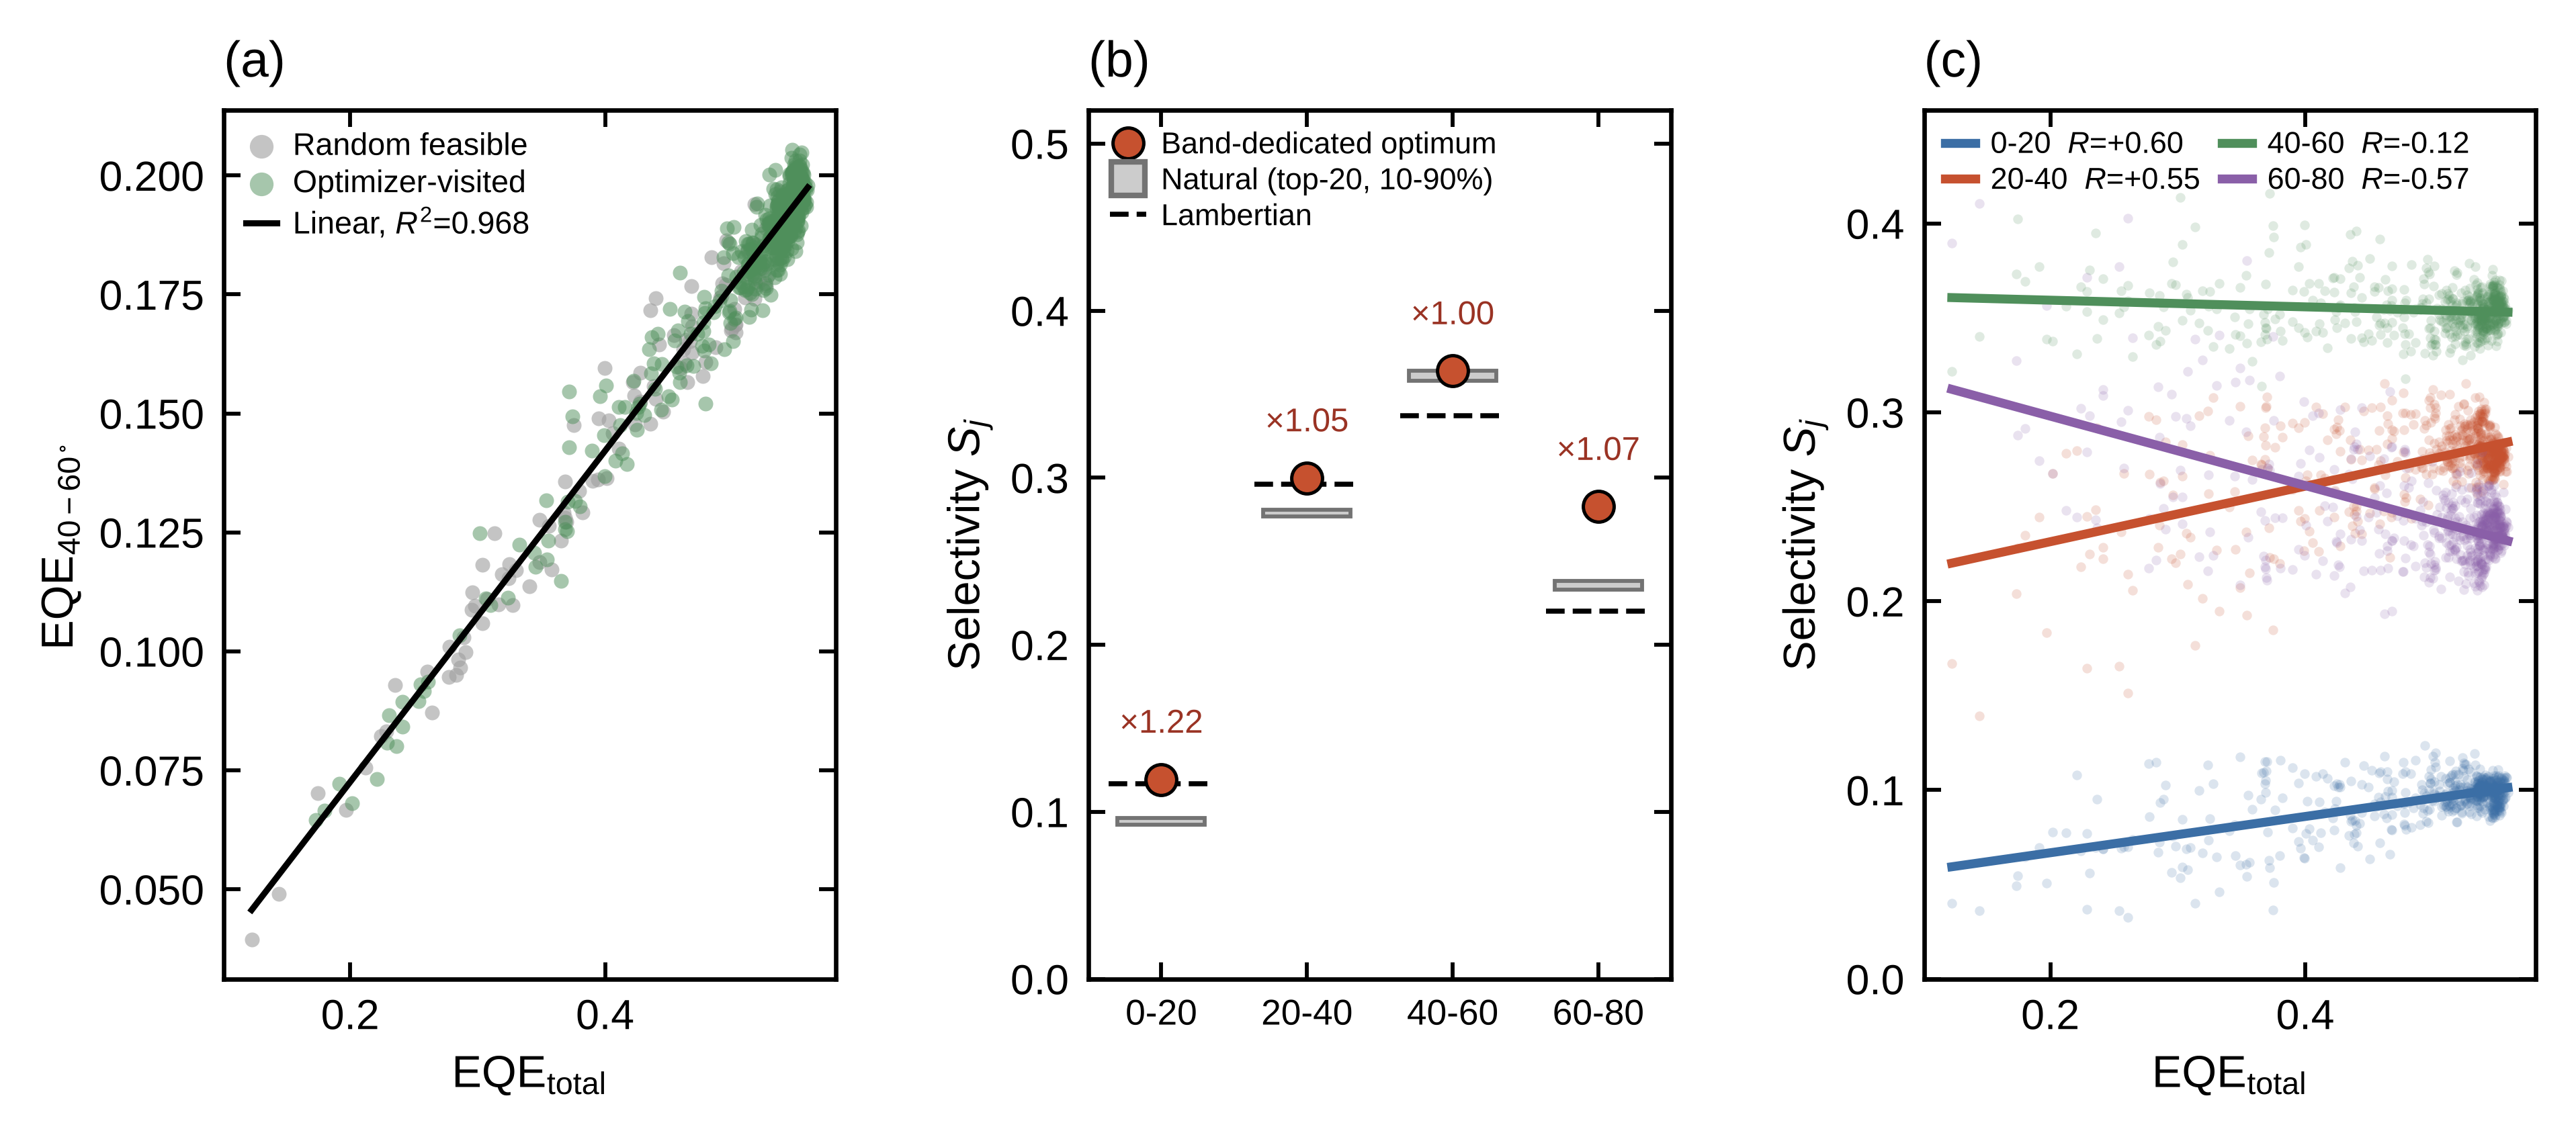 (a)
Random feasible
Optimizer-visited
Linear, R²=0.968
0.200
0.175
0.150
0.125
0.100
0.075
0.050
EQE40−60°
0.2 0.4
EQEtotal
(b)
Band-dedicated optimum
Natural (top-20, 10-90%)
Lambertian
0.5
0.4
0.3
0.2
0.1
0.0
Selectivity Sj
×1.22
×1.05
×1.00
×1.07
0-20 20-40 40-60 60-80
(c)
0-20 R=+0.60 40-60 R=-0.12
20-40 R=+0.55 60-80 R=-0.57
0.4
0.3
0.2
0.1
0.0
Selectivity Sj
0.2 0.4
EQEtotal